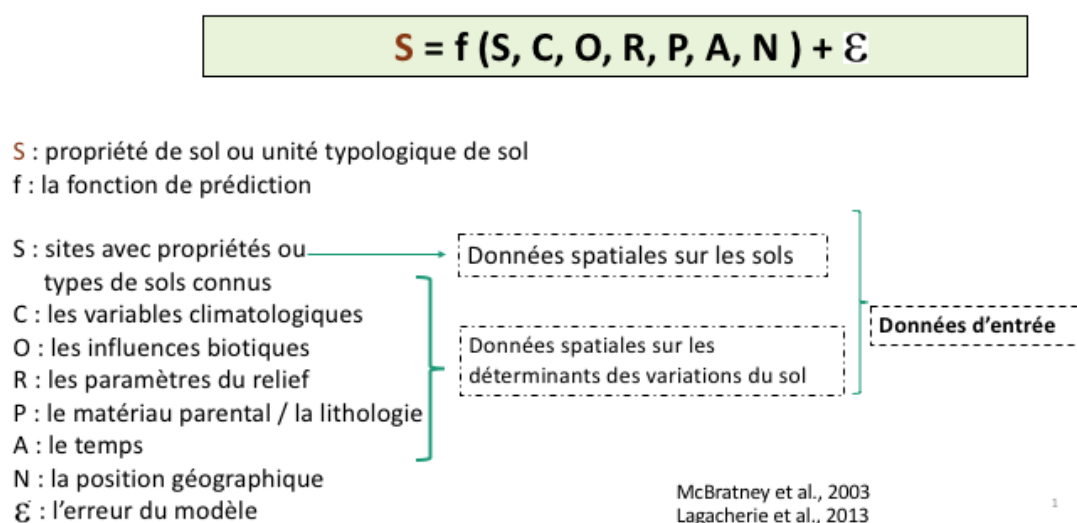 S = f (S, C, O, R, P, A, N ) + ε
S : propriété de sol ou unité typologique de sol
f : la fonction de prédiction
S : sites avec propriétés ou
types de sols connus
C : les variables climatologiques
O : les influences biotiques
R : les paramètres du relief
P : le matériau parental / la lithologie
A : le temps
N : la position géographique
ε : l'erreur du modèle
Données spatiales sur les sols
Données spatiales sur les
déterminants des variations du sol
Données d'entrée
McBratney et al., 2003
Lagacherie et al., 2013
1